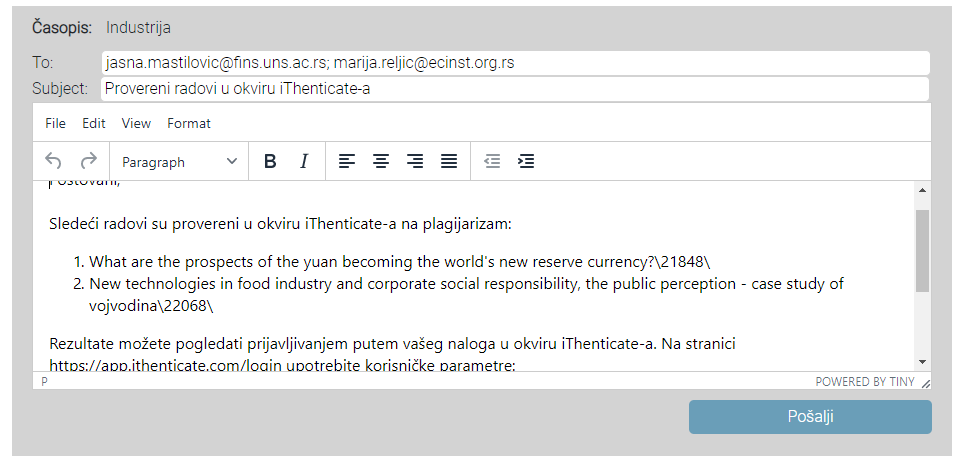 Časopis: Industrija
To: jasna.mastilovic@fins.uns.ac.rs; marija.reljic@ecinst.org.rs
Subject: Provereni radovi u okviru iThenticate-a
File Edit View Format
Paragraph B I
Poštovani,
Sledeći radovi su provereni u okviru iThenticate-a na plagijarizam:
1. What are the prospects of the yuan becoming the world's new reserve currency?\21848\
2. New technologies in food industry and corporate social responsibility, the public perception - case study of
vojvodina\22068\
Rezultate možete pogledati prijavljivanjem putem vašeg naloga u okviru iThenticate-a. Na stranici
https://app.ithenticate.com/login upotrebite korisničke parametre:
P POWERED BY TINY
Pošalji